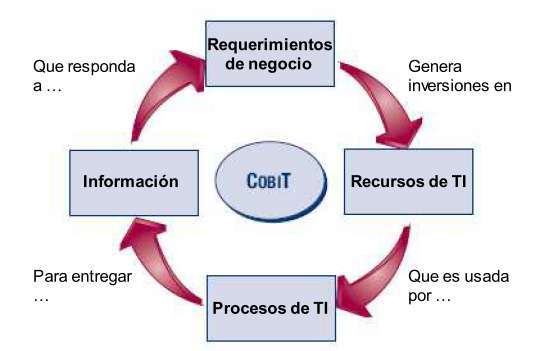 Requerimientos
de negocio
Que responda
a …
Genera
inversiones en
Información
COBIT
Recursos de TI
Para entregar
…
Procesos de TI
Que es usada
por …